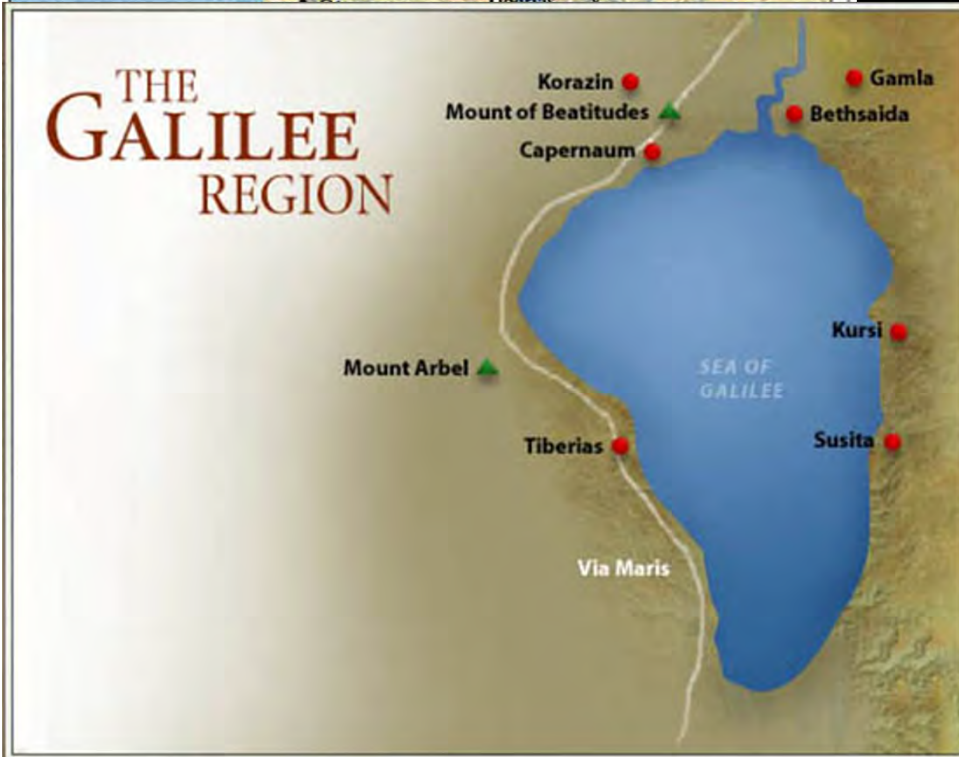 THE
GALILEE
REGION
Korazin
Gamla
Mount of Beatitudes
Bethsaida
Capernaum
Kursi
Mount Arbel
SEA OF
GALILEE
Tiberias
Susita
Via Maris